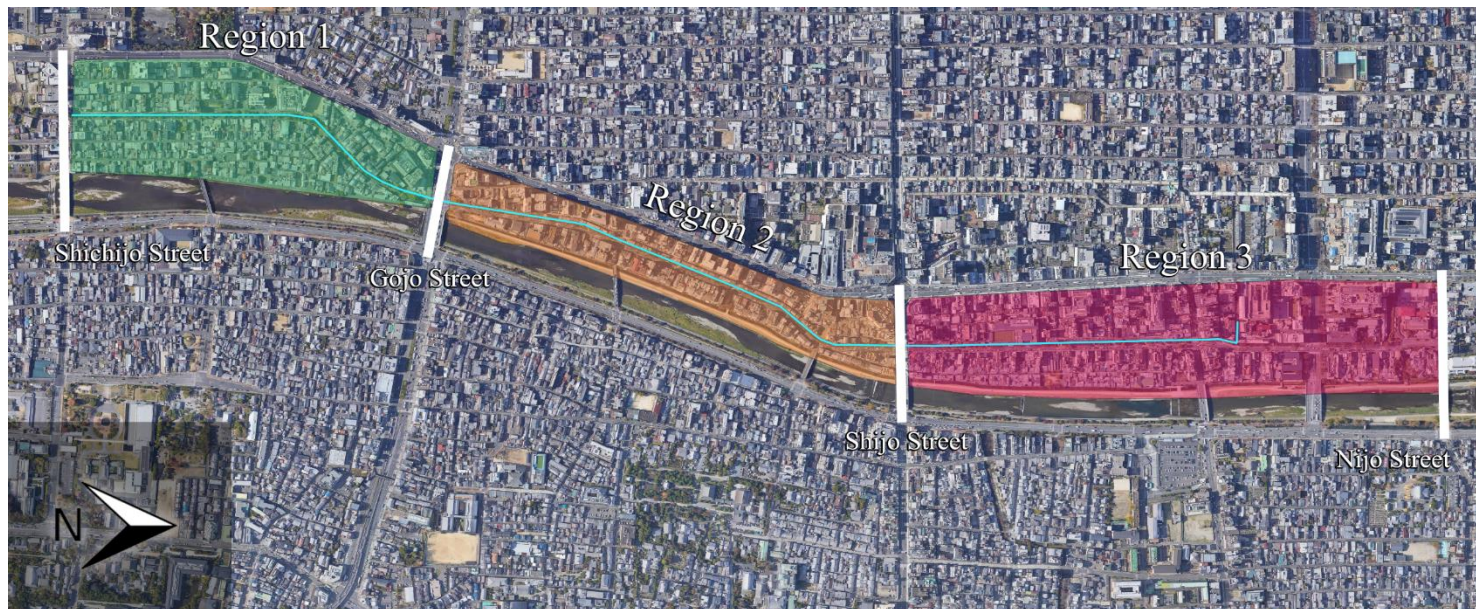 Region 1
Region 2
Region 3
Shichijo Street
Gojo Street
Shijo Street
Nijo Street
N